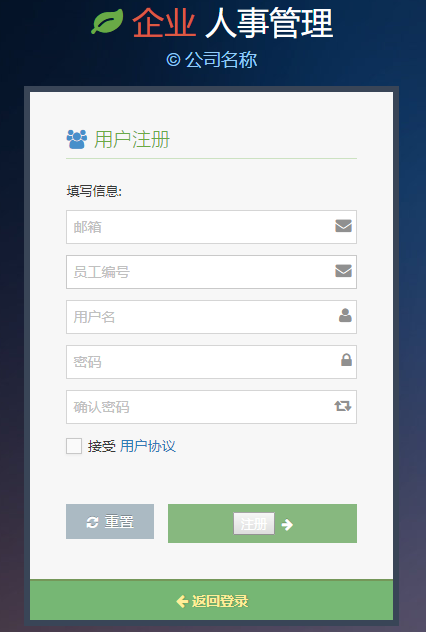 企业 人事管理
© 公司名称
用户注册
填写信息:
邮箱
员工编号
用户名
密码
确认密码
接受 用户协议
重置 注册
返回登录